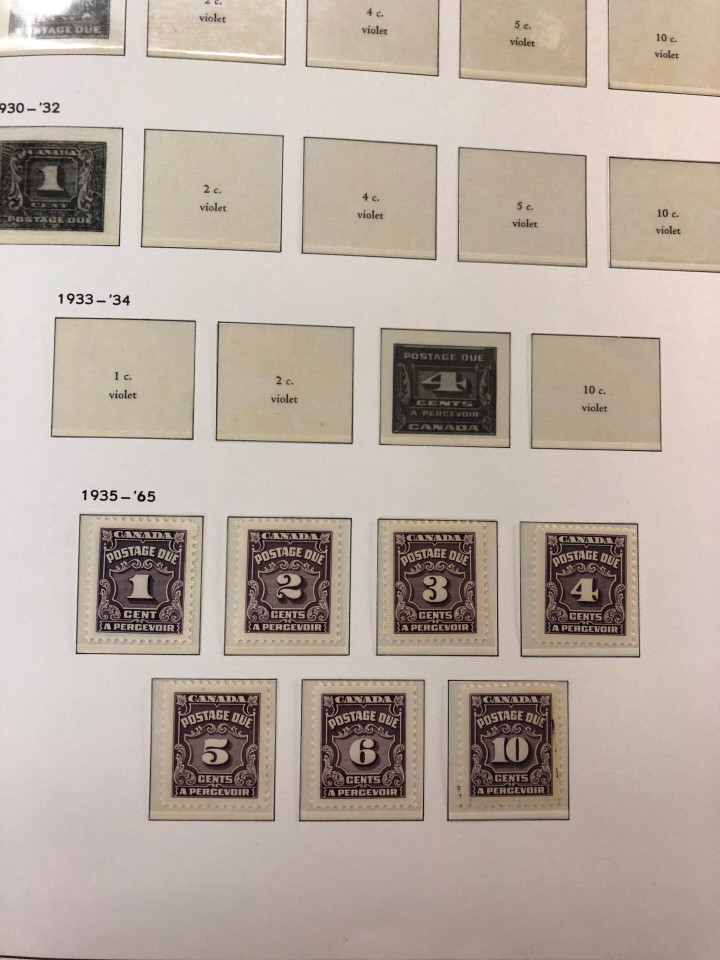 POSTAGE DUE
2 c.
violet
4 c.
violet
5 c.
violet
10 c.
violet
930–'32
CANADA
1
CENT
POSTAGE DUE
2 c.
violet
4 c.
violet
5 c.
violet
10 c.
violet
1933–'34
1 c.
violet
2 c.
violet
POSTAGE DUE
4
CENTS
A PERCEVOIR
CANADA
10 c.
violet
1935–'65
CANADA
POSTAGE DUE
1
CENT
A PERCEVOIR
CANADA
POSTAGE DUE
2
CENTS
A PERCEVOIR
CANADA
POSTAGE DUE
3
CENTS
A PERCEVOIR
CANADA
POSTAGE DUE
4
CENTS
A PERCEVOIR
CANADA
POSTAGE DUE
5
CENTS
A PERCEVOIR
CANADA
POSTAGE DUE
6
CENTS
A PERCEVOIR
CANADA
POSTAGE DUE
10
CENTS
A PERCEVOIR